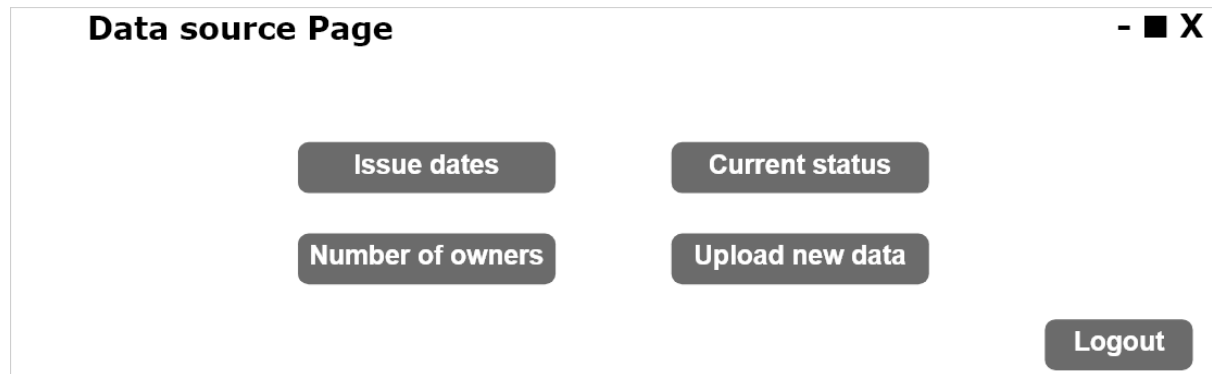 Data source Page
- ■ X
Issue dates
Current status
Number of owners
Upload new data
Logout